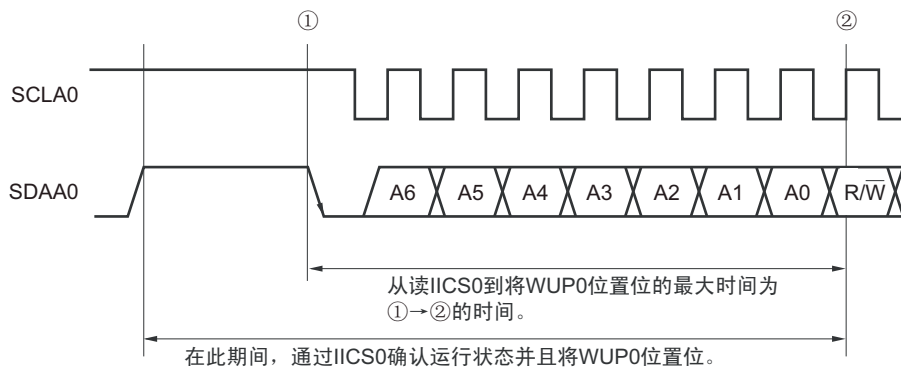 ① ②
SCLA0
SDAA0 A6 A5 A4 A3 A2 A1 A0 R/W̅
从读IICS0到将WUP0位置位的最大时间为
①→②的时间。
在此期间，通过IICS0确认运行状态并且将WUP0位置位。